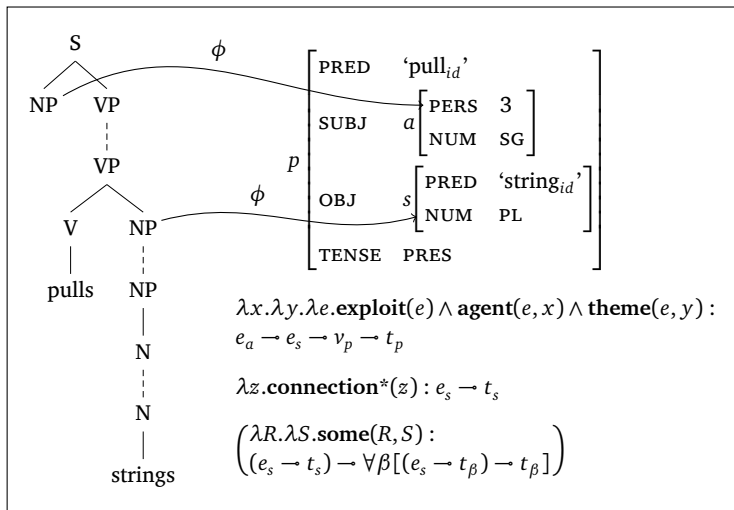 S
ϕ
NP VP
VP
V NP
ϕ
pulls NP
N
N
strings
p
PRED ‘pull_id’
SUBJ a
PERS 3
NUM SG
OBJ s
PRED ‘string_id’
NUM PL
TENSE PRES
λx.λy.λe.exploit(e) ∧ agent(e, x) ∧ theme(e, y) :
e_a ⊸ e_s ⊸ v_p ⊸ t_p
λz.connection*(z) : e_s ⊸ t_s
(λR.λS.some(R, S) :
(e_s ⊸ t_s) ⊸ ∀β[(e_s ⊸ t_β) ⊸ t_β])